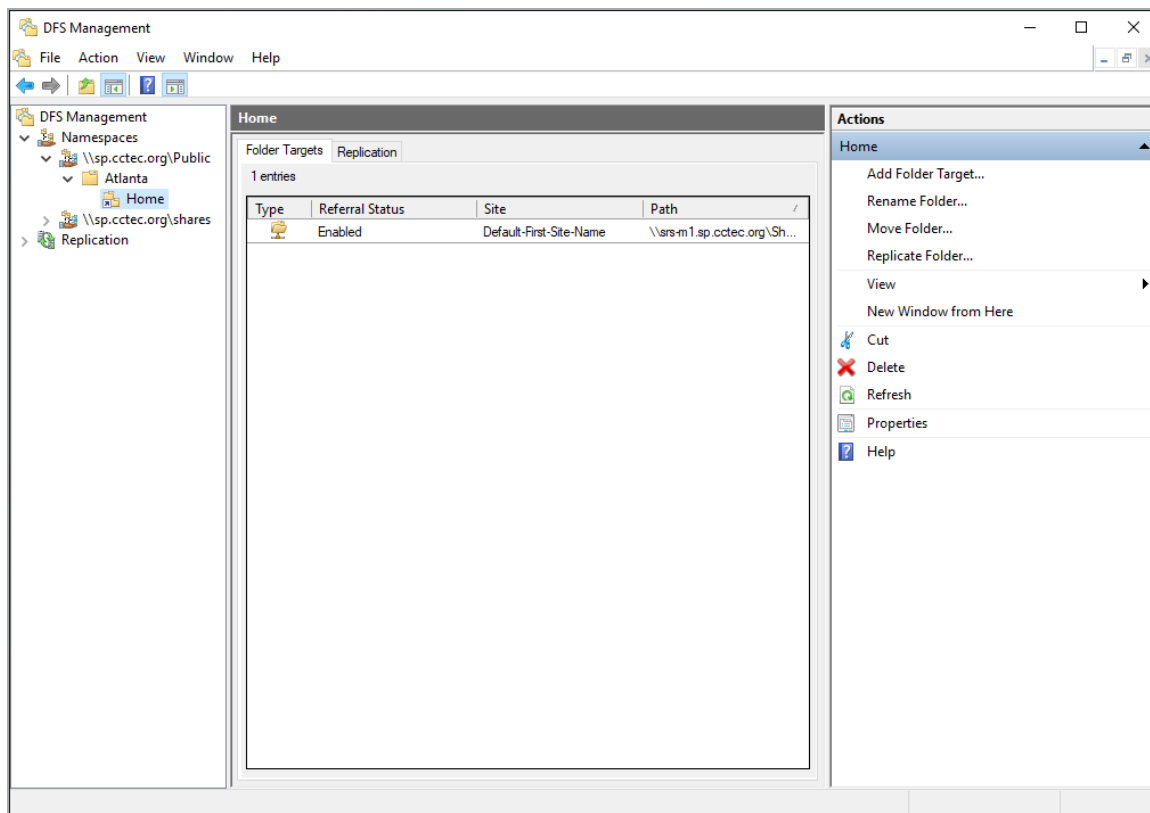 DFS Management
File Action View Window Help
DFS Management
Namespaces
\\sp.cctec.org\Public
Atlanta
Home
\\sp.cctec.org\shares
Replication
Home
Folder Targets Replication
1 entries
Type Referral Status Site Path
Enabled Default-First-Site-Name \\srs-m1.sp.cctec.org\Sh...
Actions
Home
Add Folder Target...
Rename Folder...
Move Folder...
Replicate Folder...
View
New Window from Here
Cut
Delete
Refresh
Properties
Help